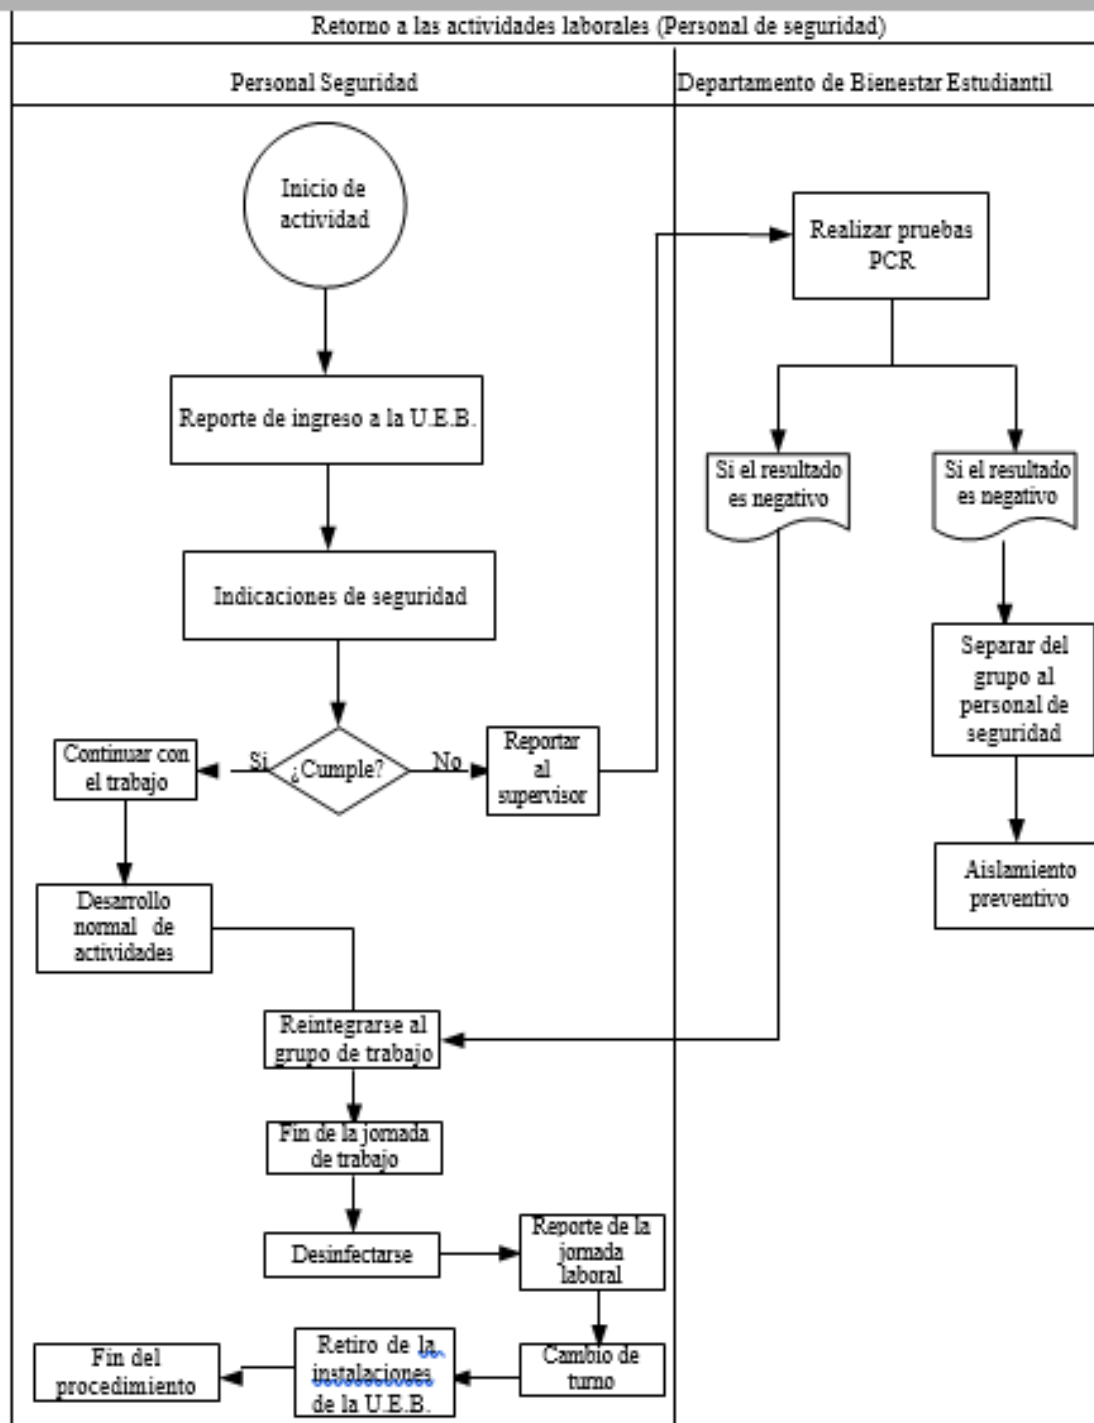 Retorno a las actividades laborales (Personal de seguridad)
Personal Seguridad
Departamento de Bienestar Estudiantil
Inicio de
actividad
Reporte de ingreso a la U.E.B.
Indicaciones de seguridad
¿Cumple?
Si
No
Continuar con
el trabajo
Reportar
al
supervisor
Desarrollo
normal de
actividades
Realizar pruebas
PCR
Si el resultado
es negativo
Si el resultado
es negativo
Separar del
grupo al
personal de
seguridad
Aislamiento
preventivo
Reintegrarse al
grupo de trabajo
Fin de la jornada
de trabajo
Desinfectarse
Reporte de la
jornada
laboral
Cambio de
turno
Retiro de la
instalaciones
de la U.E.B.
Fin del
procedimiento